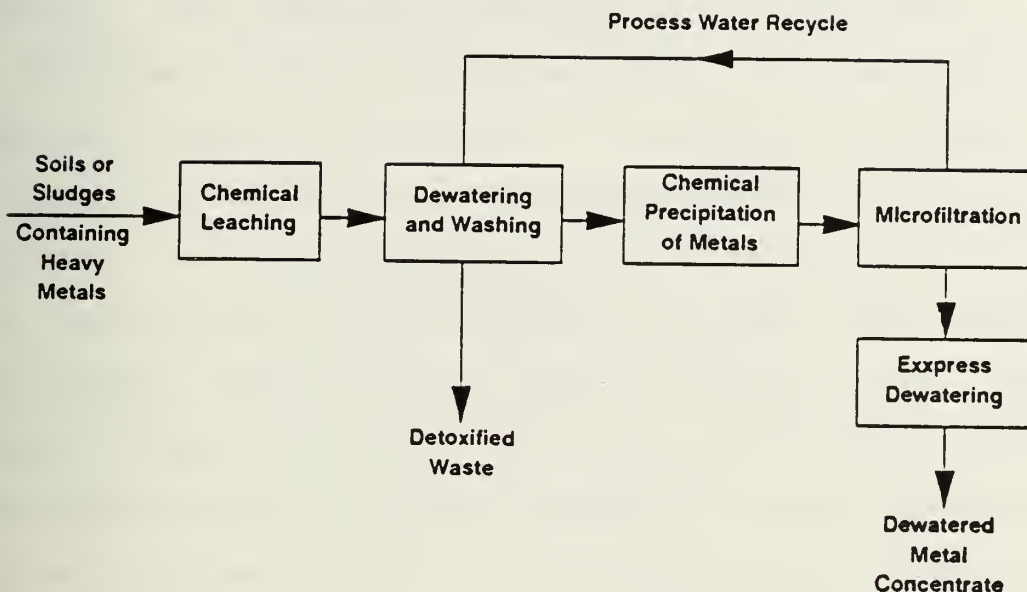 Process Water Recycle
Soils or
Sludges
Containing
Heavy
Metals
Chemical
Leaching
Dewatering
and Washing
Chemical
Precipitation
of Metals
Microfiltration
Exxpress
Dewatering
Detoxified
Waste
Dewatered
Metal
Concentrate